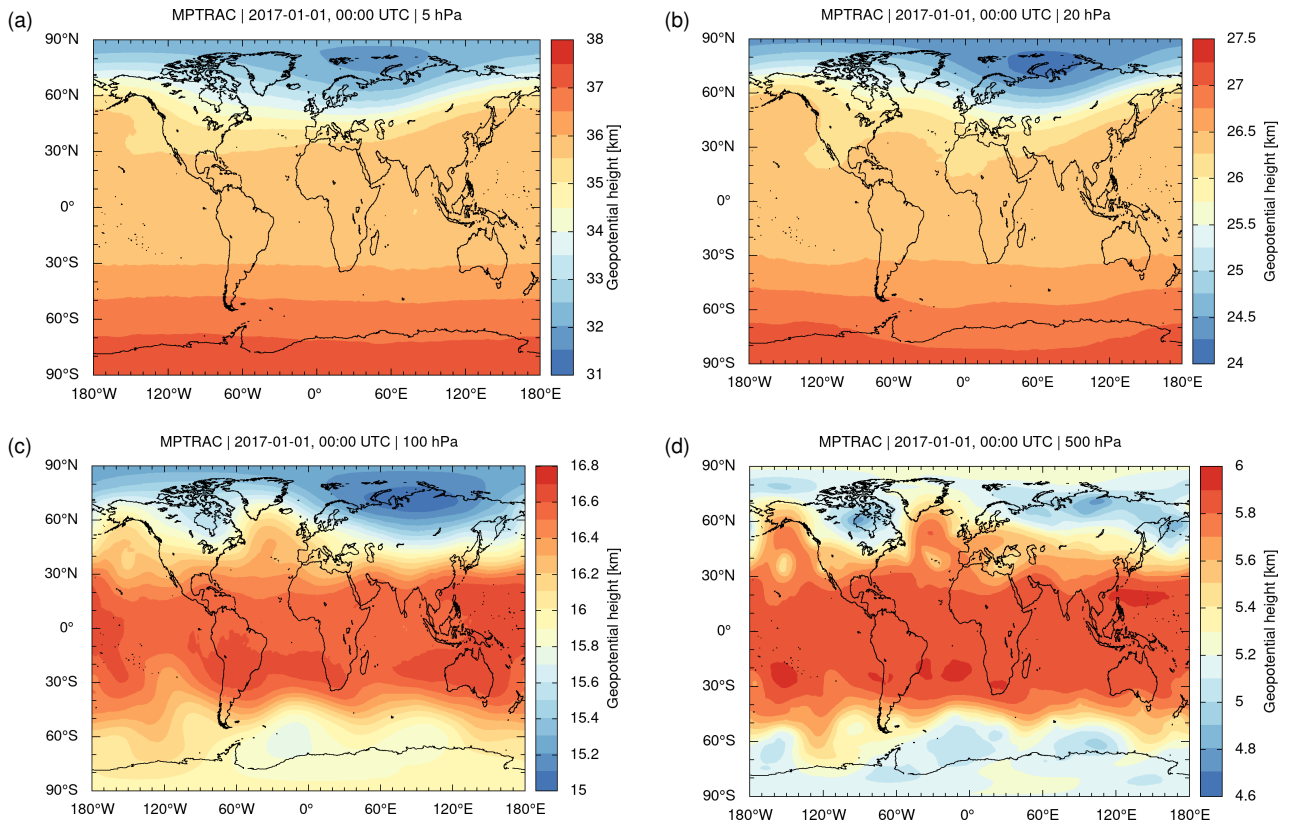 (a)
MPTRAC | 2017-01-01, 00:00 UTC | 5 hPa
90°N
60°N
30°N
0°
30°S
60°S
90°S
180°W 120°W 60°W 0° 60°E 120°E 180°E
38
37
36
35
34
33
32
31
Geopotential height [km]
(b)
MPTRAC | 2017-01-01, 00:00 UTC | 20 hPa
90°N
60°N
30°N
0°
30°S
60°S
90°S
180°W 120°W 60°W 0° 60°E 120°E 180°E
27.5
27
26.5
26
25.5
25
24.5
24
Geopotential height [km]
(c)
MPTRAC | 2017-01-01, 00:00 UTC | 100 hPa
90°N
60°N
30°N
0°
30°S
60°S
90°S
180°W 120°W 60°W 0° 60°E 120°E 180°E
16.8
16.6
16.4
16.2
16
15.8
15.6
15.4
15.2
15
Geopotential height [km]
(d)
MPTRAC | 2017-01-01, 00:00 UTC | 500 hPa
90°N
60°N
30°N
0°
30°S
60°S
90°S
180°W 120°W 60°W 0° 60°E 120°E 180°E
6
5.8
5.6
5.4
5.2
5
4.8
4.6
Geopotential height [km]